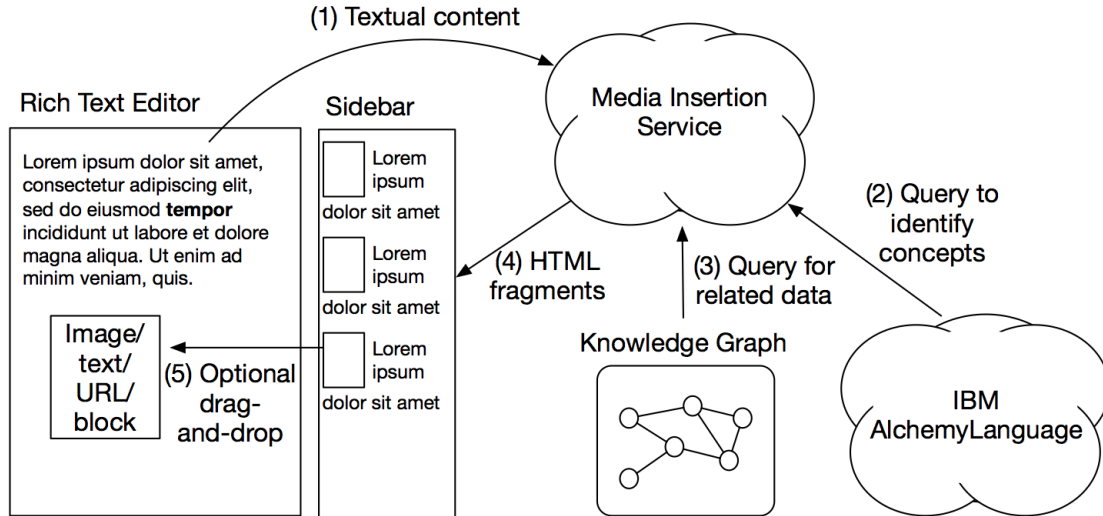 (1) Textual content
Media Insertion
Service
Rich Text Editor
Lorem ipsum dolor sit amet,
consectetur adipiscing elit,
sed do eiusmod tempor
incididunt ut labore et dolore
magna aliqua. Ut enim ad
minim veniam, quis.
Image/
text/
URL/
block
(5) Optional
drag-
and-drop
Sidebar
Lorem
ipsum
dolor sit amet
Lorem
ipsum
dolor sit amet
Lorem
ipsum
dolor sit amet
(4) HTML
fragments
(3) Query for
related data
(2) Query to
identify
concepts
Knowledge Graph
IBM
AlchemyLanguage